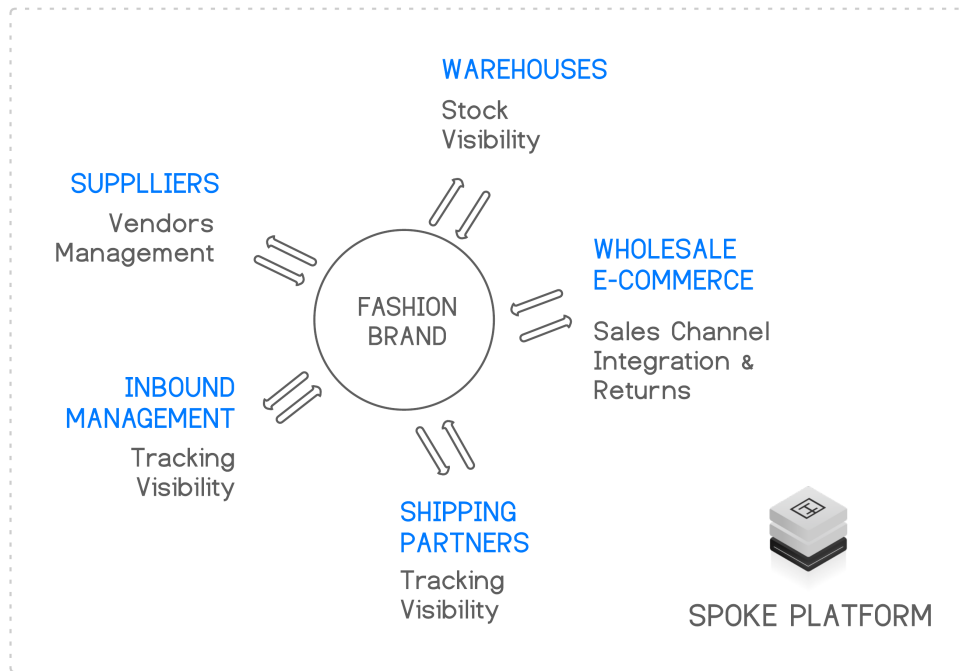 WAREHOUSES
Stock
Visibility
SUPPLLIERS
Vendors
Management
WHOLESALE
E-COMMERCE
Sales Channel
Integration &
Returns
FASHION
BRAND
INBOUND
MANAGEMENT
Tracking
Visibility
SHIPPING
PARTNERS
Tracking
Visibility
SPOKE PLATFORM